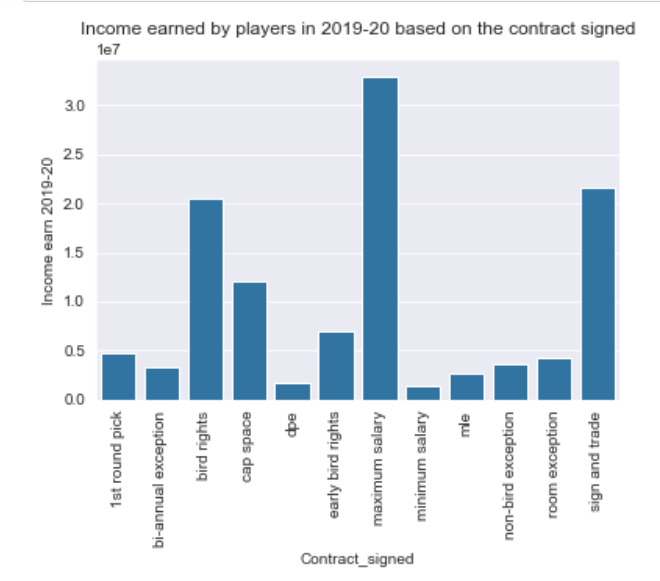 Income earned by players in 2019-20 based on the contract signed
1e7
Income earn 2019-20
3.0
2.5
2.0
1.5
1.0
0.5
0.0
1st round pick
bi-annual exception
bird rights
cap space
dpe
early bird rights
maximum salary
minimum salary
mle
non-bird exception
room exception
sign and trade
Contract_signed